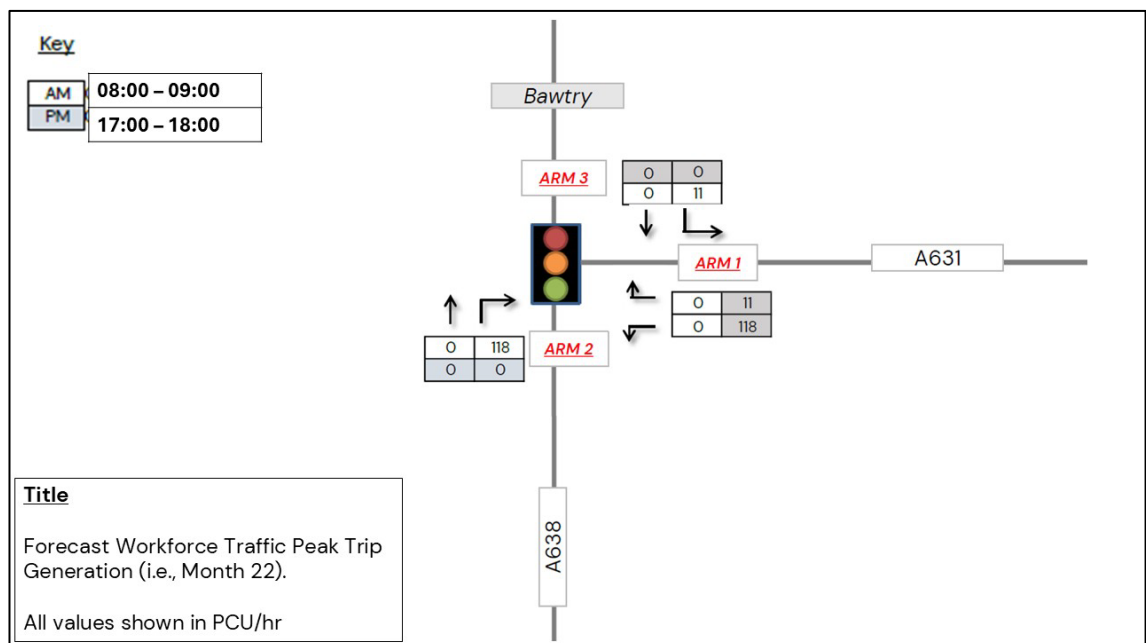 Key
AM 08:00 – 09:00
PM 17:00 – 18:00
Bawtry
ARM 3
0 0
0 11
ARM 1
A631
0 11
0 118
0 118
0 0
ARM 2
A638
Title
Forecast Workforce Traffic Peak Trip
Generation (i.e., Month 22).
All values shown in PCU/hr